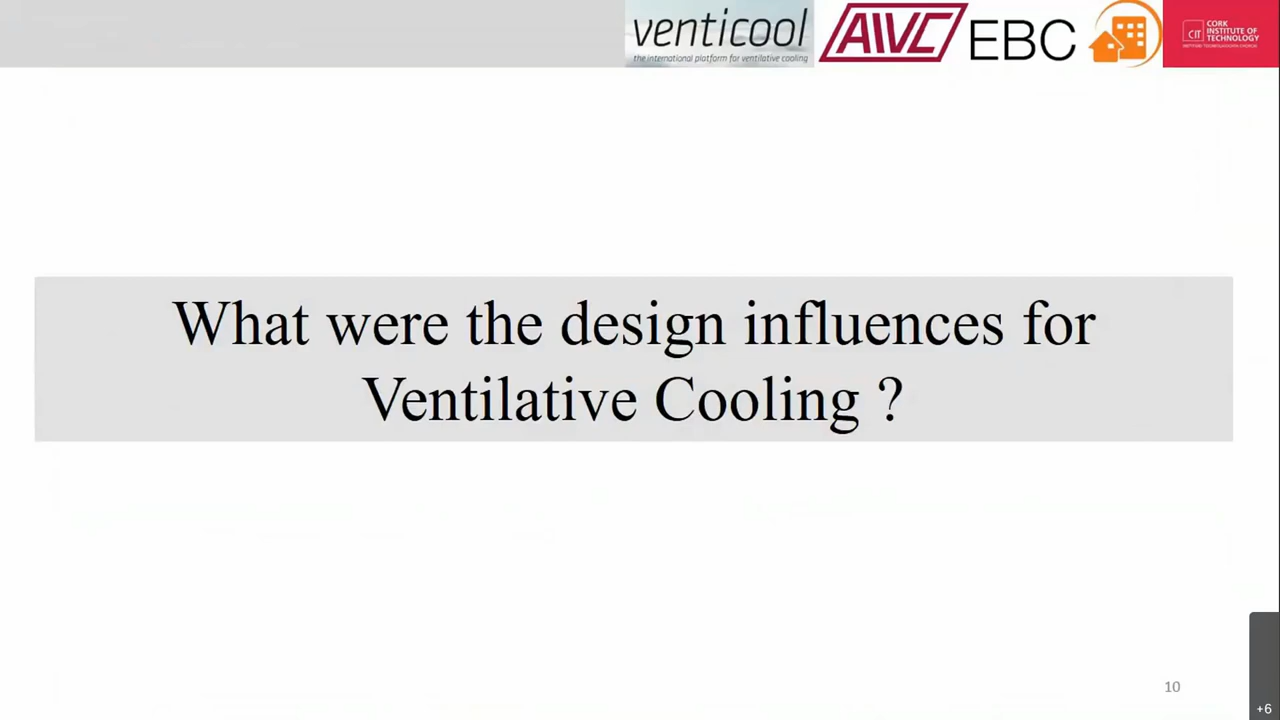 venticool
the international platform for ventilative cooling
AIVC
EBC
CIT
CORK
INSTITUTE OF
TECHNOLOGY
What were the design influences for
Ventilative Cooling ?
10
+6